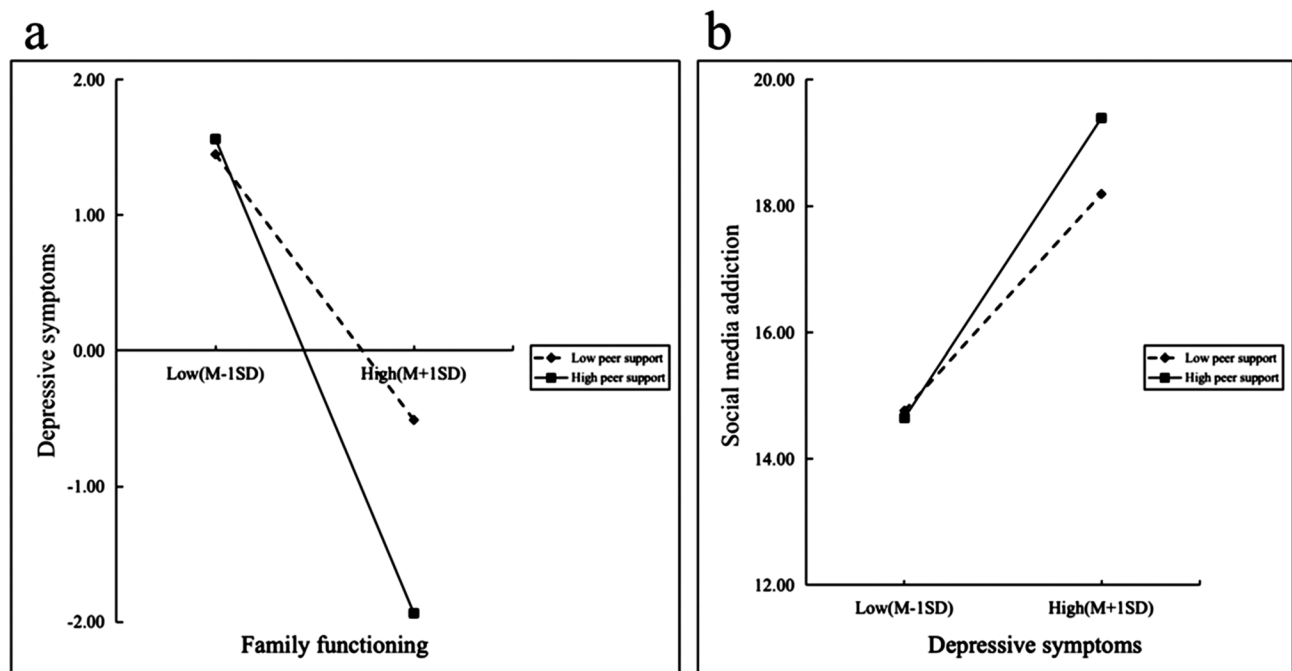 a
2.00
1.00
0.00
-1.00
-2.00
Depressive symptoms
Low(M-1SD)
High(M+1SD)
Family functioning
Low peer support
High peer support
b
20.00
18.00
16.00
14.00
12.00
Social media addiction
Low(M-1SD)
High(M+1SD)
Depressive symptoms
Low peer support
High peer support